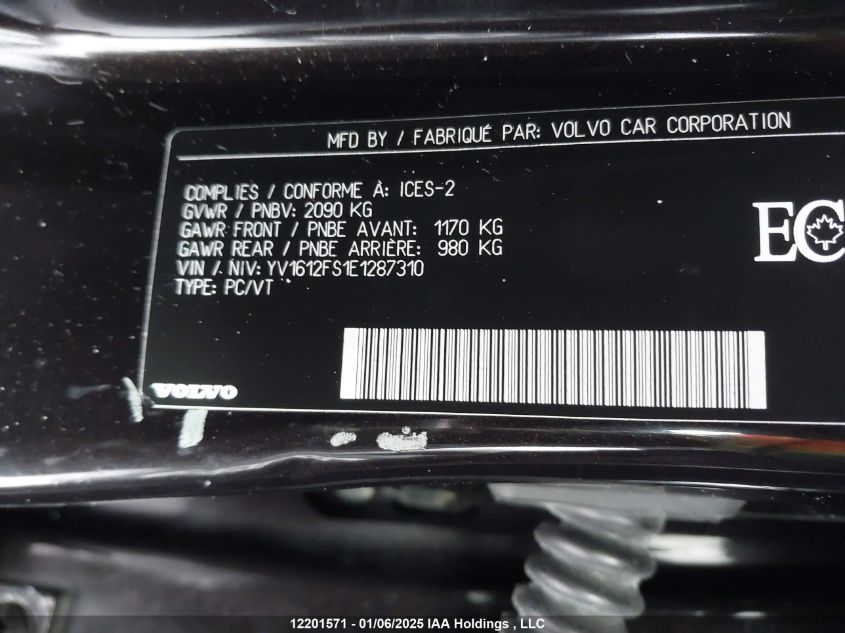 MFD BY / FABRIQUÉ PAR: VOLVO CAR CORPORATION
COMPLIES / CONFORME À: ICES-2
GVWR / PNBV: 2090 KG
GAWR FRONT / PNBE AVANT: 1170 KG
GAWR REAR / PNBE ARRIÈRE: 980 KG
VIN / NIV: YV1612FS1E1287310
TYPE: PC/VT
EC
VOLVO
12201571 - 01/06/2025 IAA Holdings , LLC